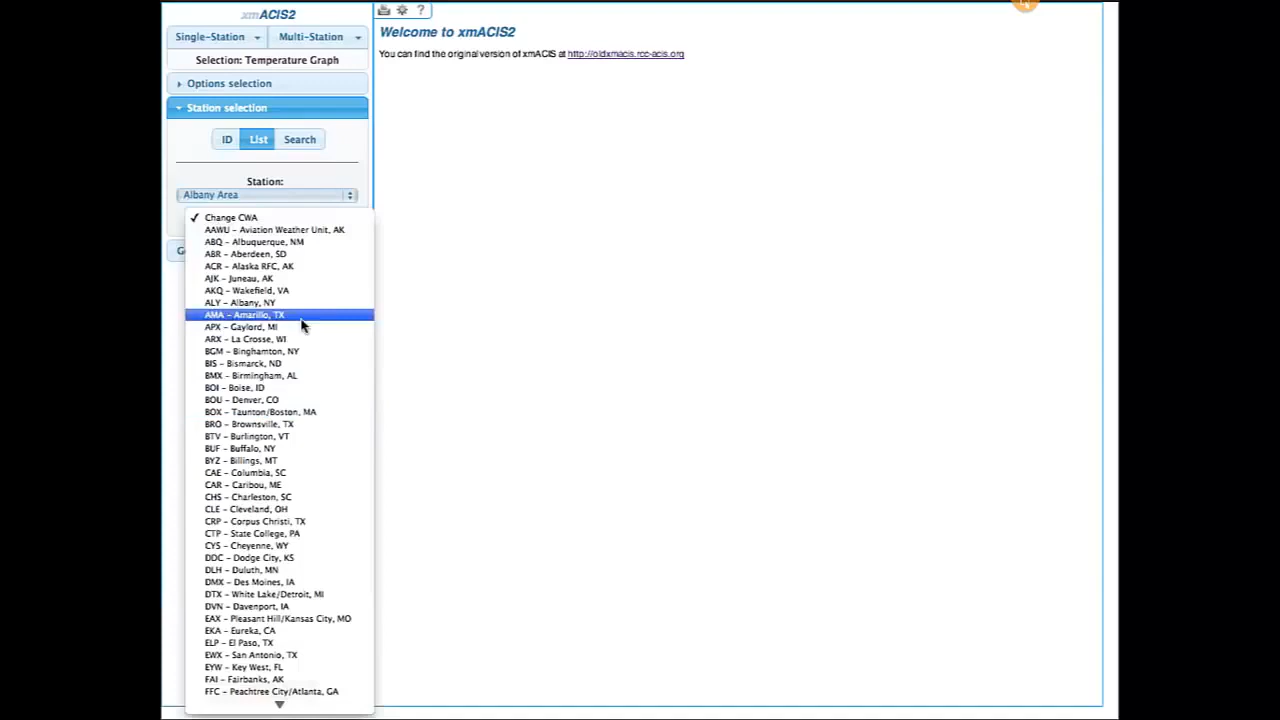 xmACIS2
Single-Station
Multi-Station
Selection: Temperature Graph
Options selection
Station selection
ID
List
Search
Station:
Albany Area
✓ Change CWA
AAWU - Aviation Weather Unit, AK
ABQ - Albuquerque, NM
ABR - Aberdeen, SD
ACR - Alaska RFC, AK
AJK - Juneau, AK
AKQ - Wakefield, VA
ALY - Albany, NY
AMA - Amarillo, TX
APX - Gaylord, MI
ARX - La Crosse, WI
BGM - Binghamton, NY
BIS - Bismarck, ND
BMX - Birmingham, AL
BOI - Boise, ID
BOU - Denver, CO
BOX - Taunton/Boston, MA
BRO - Brownsville, TX
BTV - Burlington, VT
BUF - Buffalo, NY
BYZ - Billings, MT
CAE - Columbia, SC
CAR - Caribou, ME
CHS - Charleston, SC
CLE - Cleveland, OH
CRP - Corpus Christi, TX
CTP - State College, PA
CYS - Cheyenne, WY
DDC - Dodge City, KS
DLH - Duluth, MN
DMX - Des Moines, IA
DTX - White Lake/Detroit, MI
DVN - Davenport, IA
EAX - Pleasant Hill/Kansas City, MO
EKA - Eureka, CA
ELP - El Paso, TX
EWX - San Antonio, TX
EYW - Key West, FL
FAI - Fairbanks, AK
FFC - Peachtree City/Atlanta, GA
?
Welcome to xmACIS2
You can find the original version of xmACIS at http://oldxmacis.rcc-acis.org